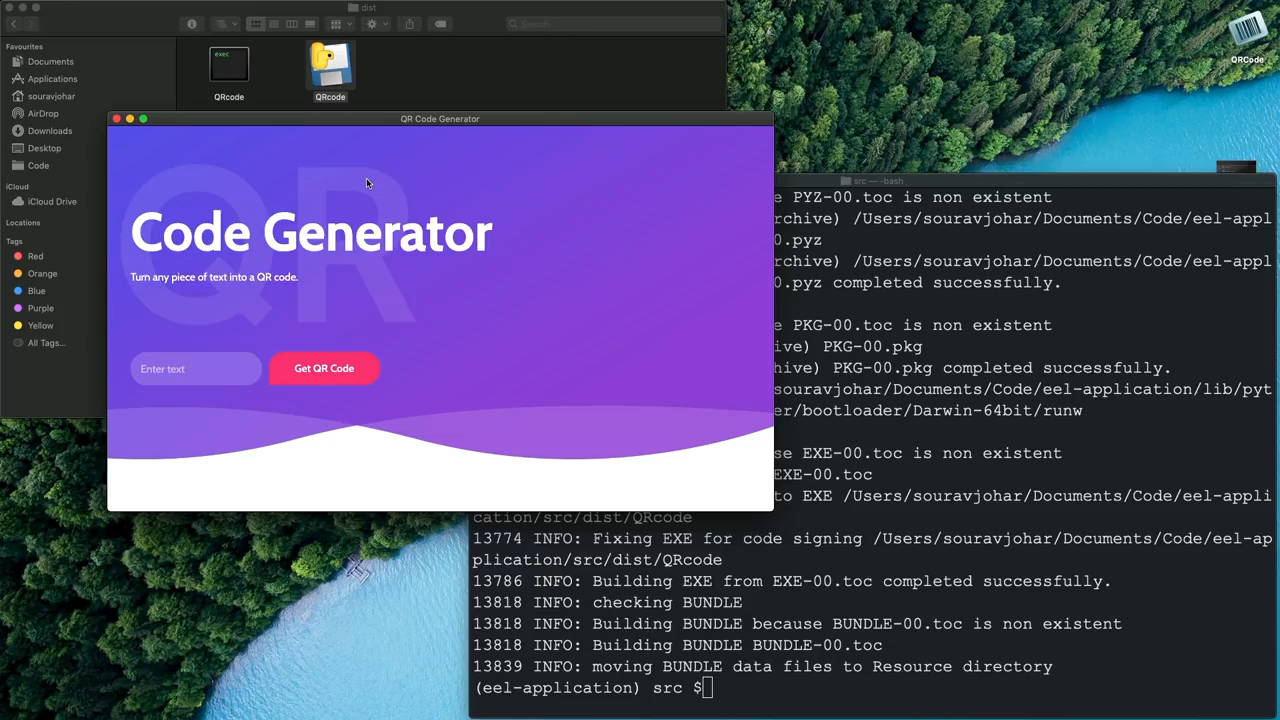 dist
Search
Favourites
Documents
Applications
souravjohar
AirDrop
Downloads
Desktop
Code
iCloud
iCloud Drive
Locations
Tags
Red
Orange
Blue
Purple
Yellow
All Tags...
exec
QRcode
QRcode
QRCode
QR Code Generator
QR
Code Generator
Turn any piece of text into a QR code.
Enter text
Get QR Code
src — -bash
e PYZ-00.toc is non existent
rchive) /Users/souravjohar/Documents/Code/eel-appl
0.pyz
rchive) /Users/souravjohar/Documents/Code/eel-appl
0.pyz completed successfully.
e PKG-00.toc is non existent
ive) PKG-00.pkg
hive) PKG-00.pkg completed successfully.
souravjohar/Documents/Code/eel-application/lib/pyt
er/bootloader/Darwin-64bit/runw
se EXE-00.toc is non existent
EXE-00.toc
to EXE /Users/souravjohar/Documents/Code/eel-appli
cation/src/dist/QRcode
13774 INFO: Fixing EXE for code signing /Users/souravjohar/Documents/Code/eel-ap
plication/src/dist/QRcode
13786 INFO: Building EXE from EXE-00.toc completed successfully.
13818 INFO: checking BUNDLE
13818 INFO: Building BUNDLE because BUNDLE-00.toc is non existent
13818 INFO: Building BUNDLE BUNDLE-00.toc
13839 INFO: moving BUNDLE data files to Resource directory
(eel-application) src $